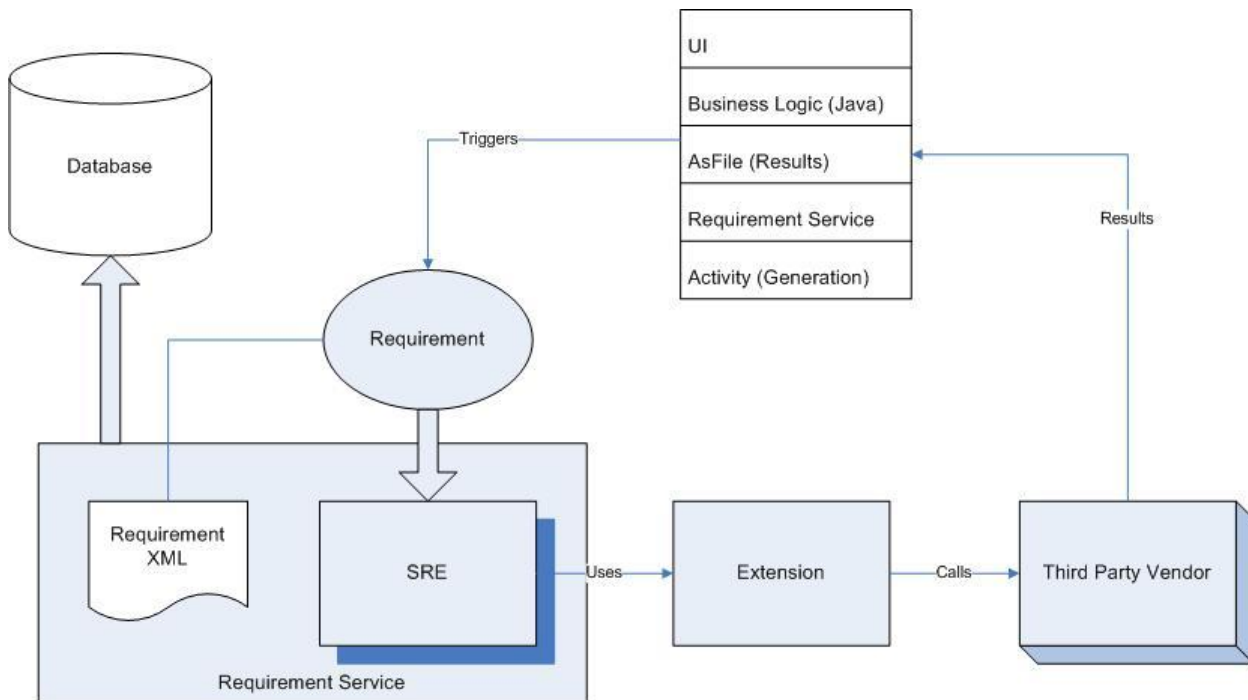 UI
Business Logic (Java)
AsFile (Results)
Requirement Service
Activity (Generation)
Database
Triggers
Results
Requirement
Requirement
XML
SRE
Uses
Extension
Calls
Third Party Vendor
Requirement Service